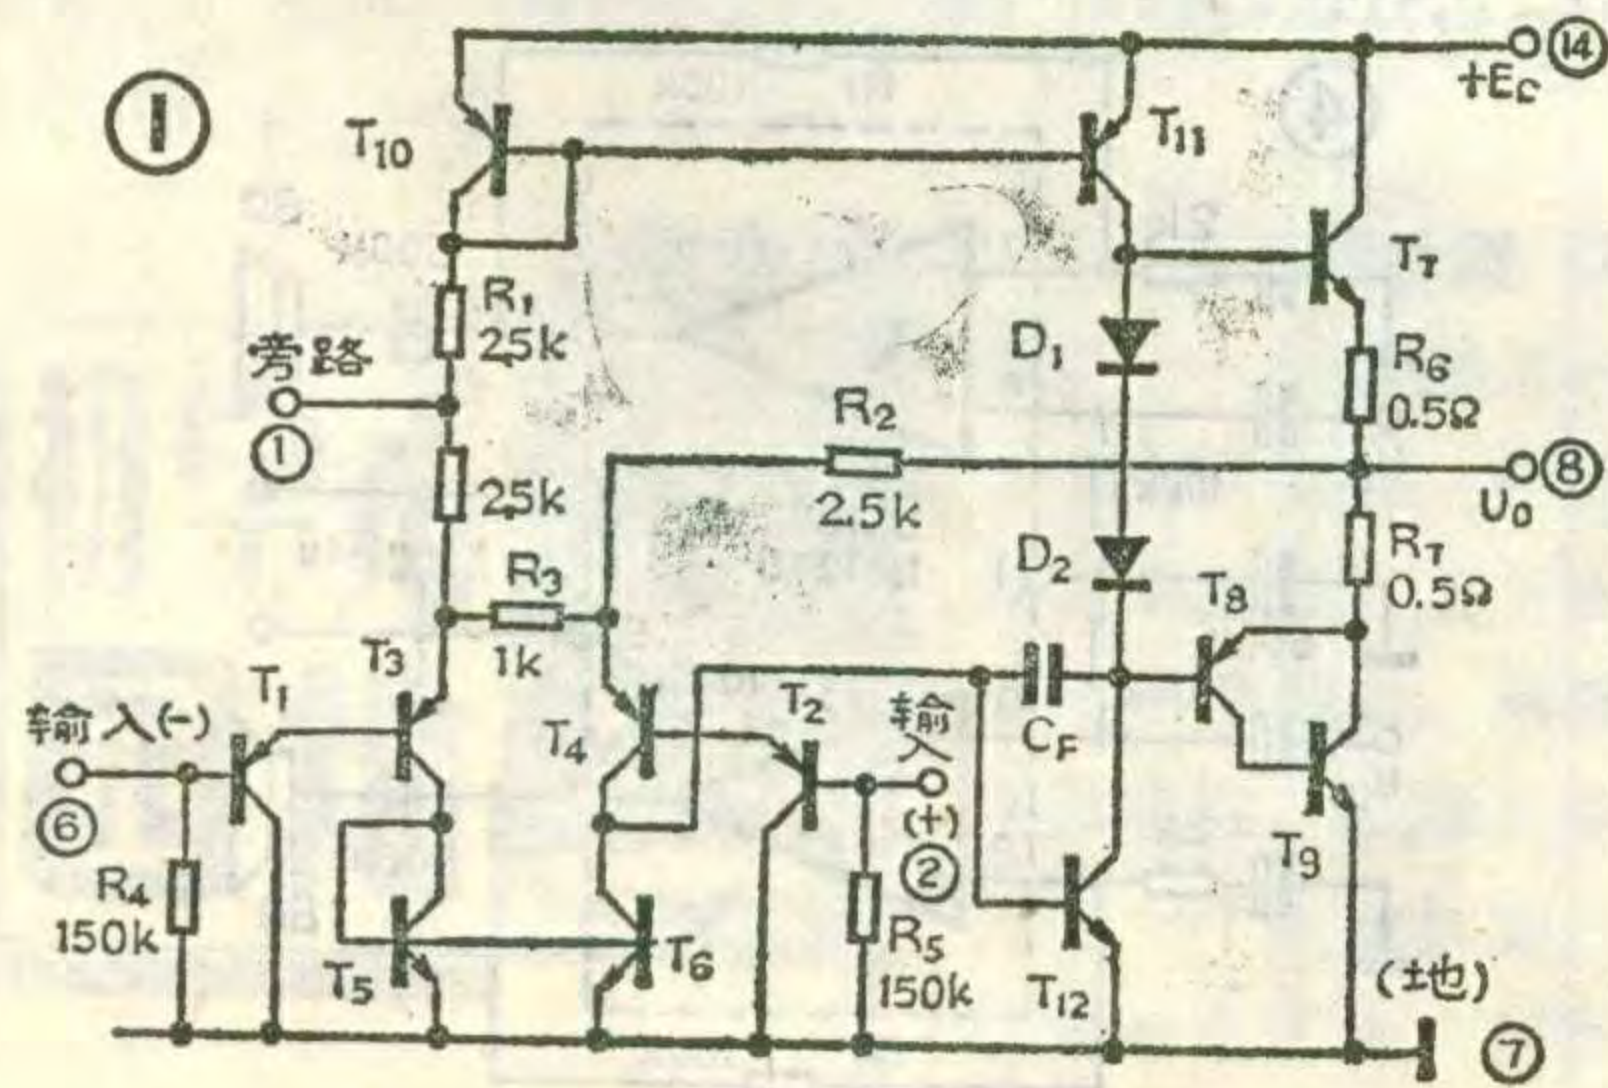 ①
T10
T11
⑭
+Ec
T7
R1
25k
旁路
①
25k
D1
R6
0.5Ω
R2
2.5k
⑧
U0
D2
R7
0.5Ω
R3
1k
T8
T1
T3
T4
T2
输入(-)
⑥
输入
(+)
②
CF
T9
R4
150k
T5
T6
R5
150k
T12
(地)
⑦